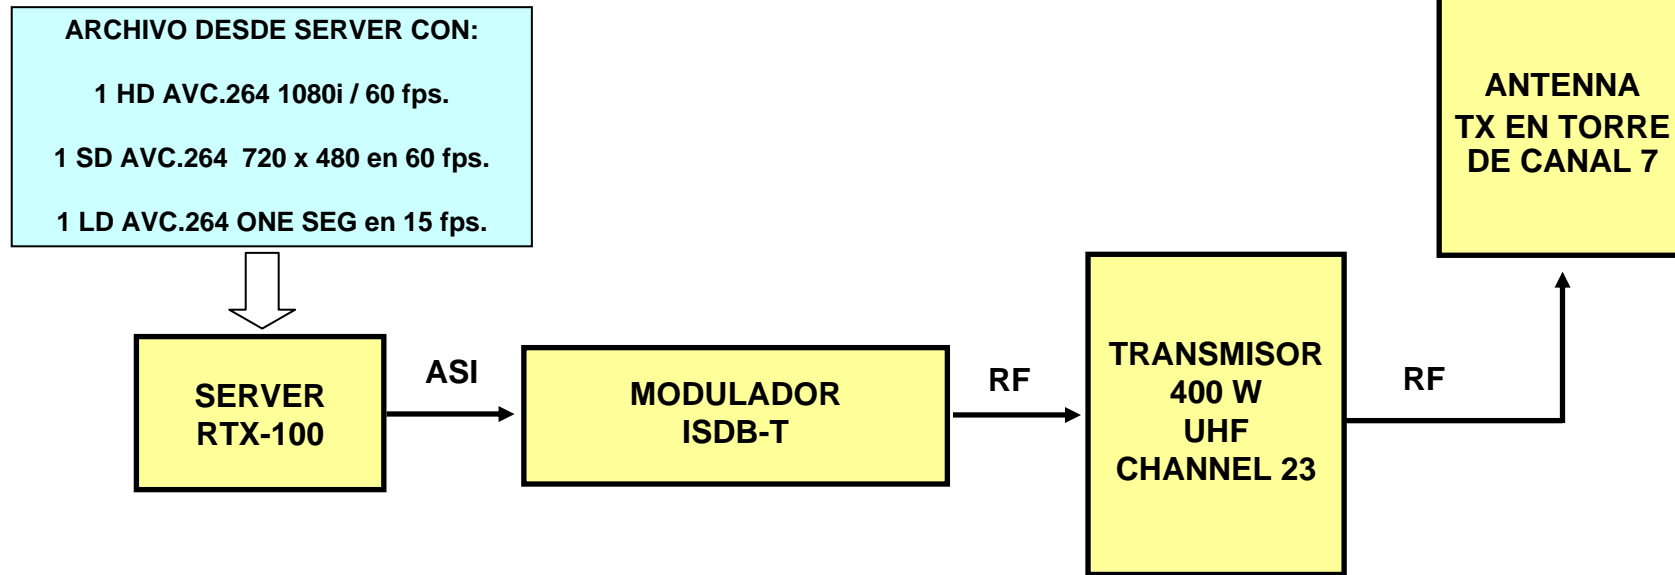 ARCHIVO DESDE SERVER CON:
1 HD AVC.264 1080i / 60 fps.
1 SD AVC.264 720 x 480 en 60 fps.
1 LD AVC.264 ONE SEG en 15 fps.
SERVER
RTX-100
ASI
MODULADOR
ISDB-T
RF
TRANSMISOR
400 W
UHF
CHANNEL 23
RF
ANTENNA
TX EN TORRE
DE CANAL 7